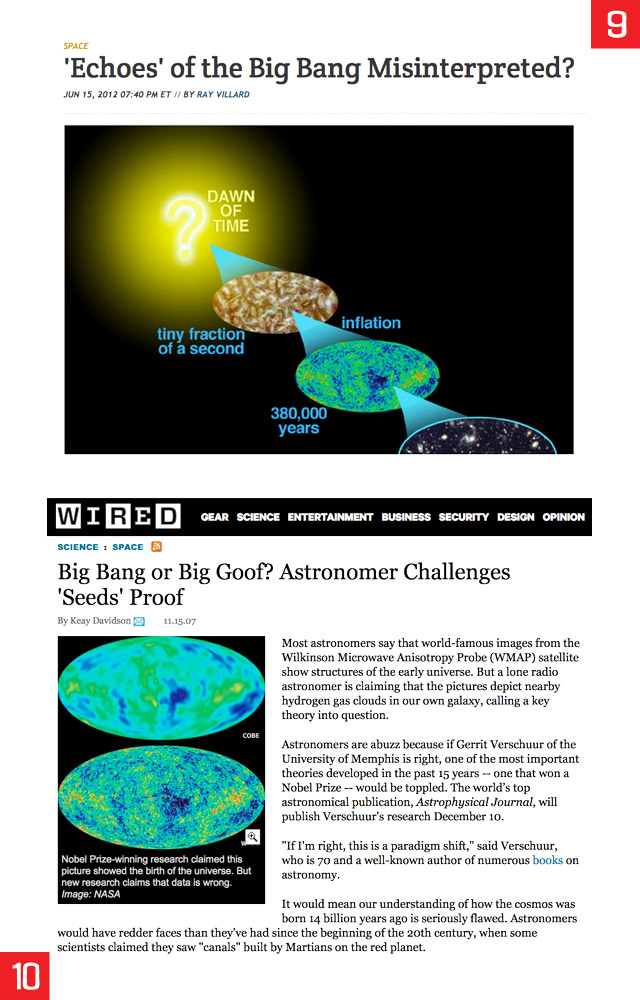 9
SPACE
'Echoes' of the Big Bang Misinterpreted?
JUN 15, 2012 07:40 PM ET // BY RAY VILLARD
DAWN
OF
TIME
?
tiny fraction
of a second
inflation
380,000
years
WIRED GEAR SCIENCE ENTERTAINMENT BUSINESS SECURITY DESIGN OPINION
SCIENCE : SPACE
Big Bang or Big Goof? Astronomer Challenges
'Seeds' Proof
By Keay Davidson 11.15.07
COBE
Nobel Prize-winning research claimed this
picture showed the birth of the universe. But
new research claims that data is wrong.
Image: NASA
Most astronomers say that world-famous images from the
Wilkinson Microwave Anisotropy Probe (WMAP) satellite
show structures of the early universe. But a lone radio
astronomer is claiming that the pictures depict nearby
hydrogen gas clouds in our own galaxy, calling a key
theory into question.
Astronomers are abuzz because if Gerrit Verschuur of the
University of Memphis is right, one of the most important
theories developed in the past 15 years -- one that won a
Nobel Prize -- would be toppled. The world's top
astronomical publication, Astrophysical Journal, will
publish Verschuur's research December 10.
"If I'm right, this is a paradigm shift," said Verschuur,
who is 70 and a well-known author of numerous books on
astronomy.
It would mean our understanding of how the cosmos was
born 14 billion years ago is seriously flawed. Astronomers
would have redder faces than they've had since the beginning of the 20th century, when some
scientists claimed they saw "canals" built by Martians on the red planet.
10